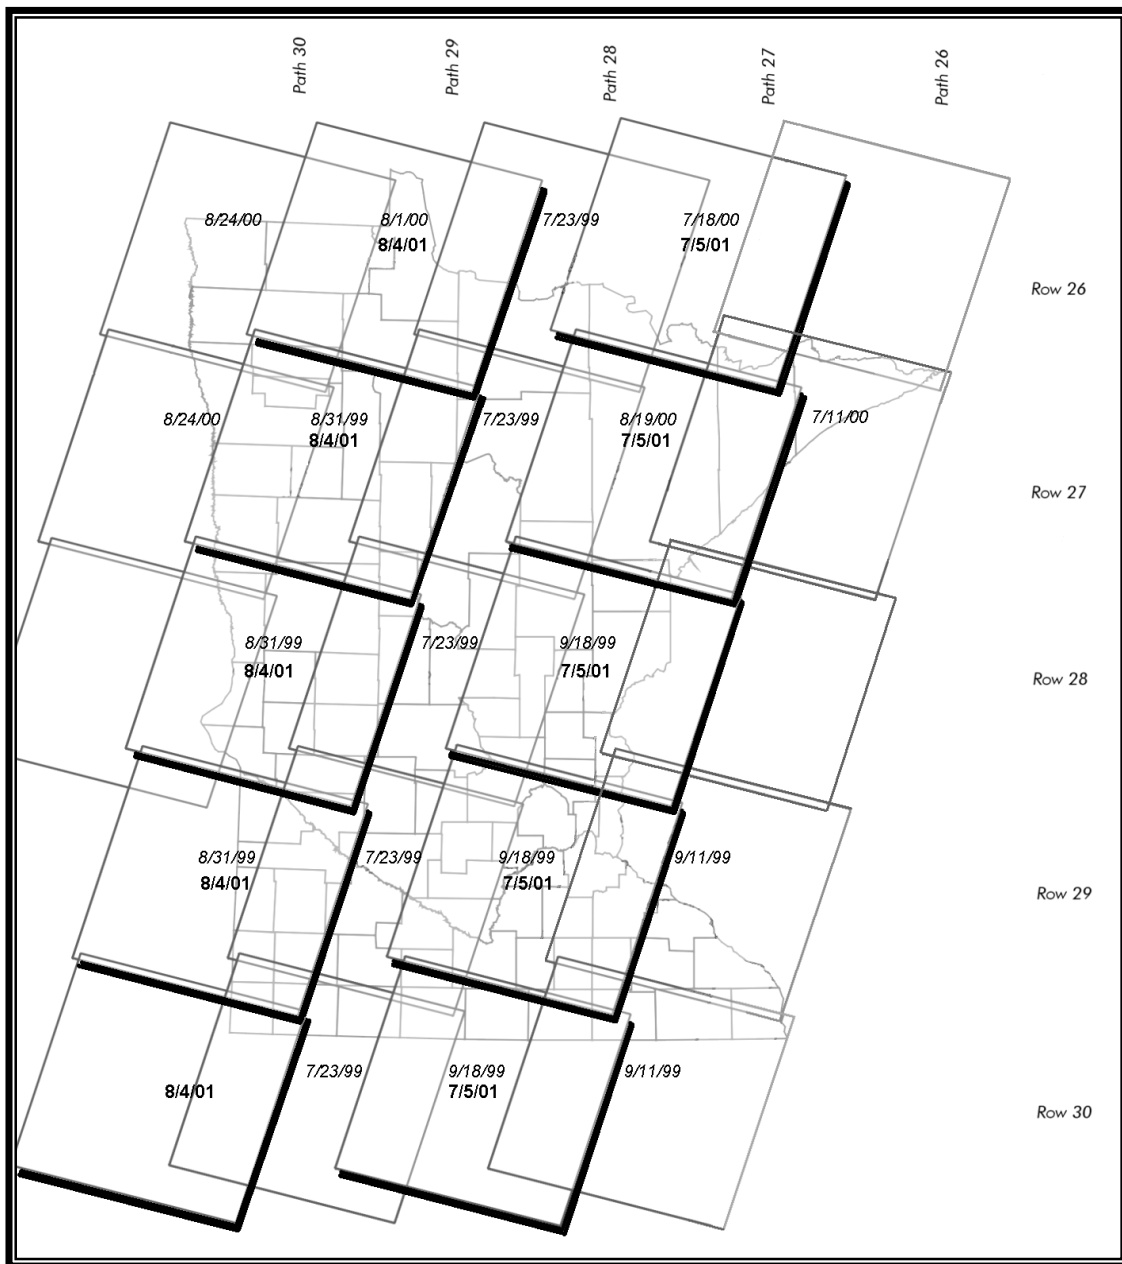 Path 30
Path 29
Path 28
Path 27
Path 26
8/24/00
8/1/00
8/4/01
7/23/99
7/18/00
7/5/01
Row 26
8/24/00
8/31/99
8/4/01
7/23/99
8/19/00
7/5/01
7/11/00
Row 27
8/31/99
8/4/01
7/23/99
9/18/99
7/5/01
Row 28
8/31/99
8/4/01
7/23/99
9/18/99
7/5/01
9/11/99
Row 29
8/4/01
7/23/99
9/18/99
7/5/01
9/11/99
Row 30